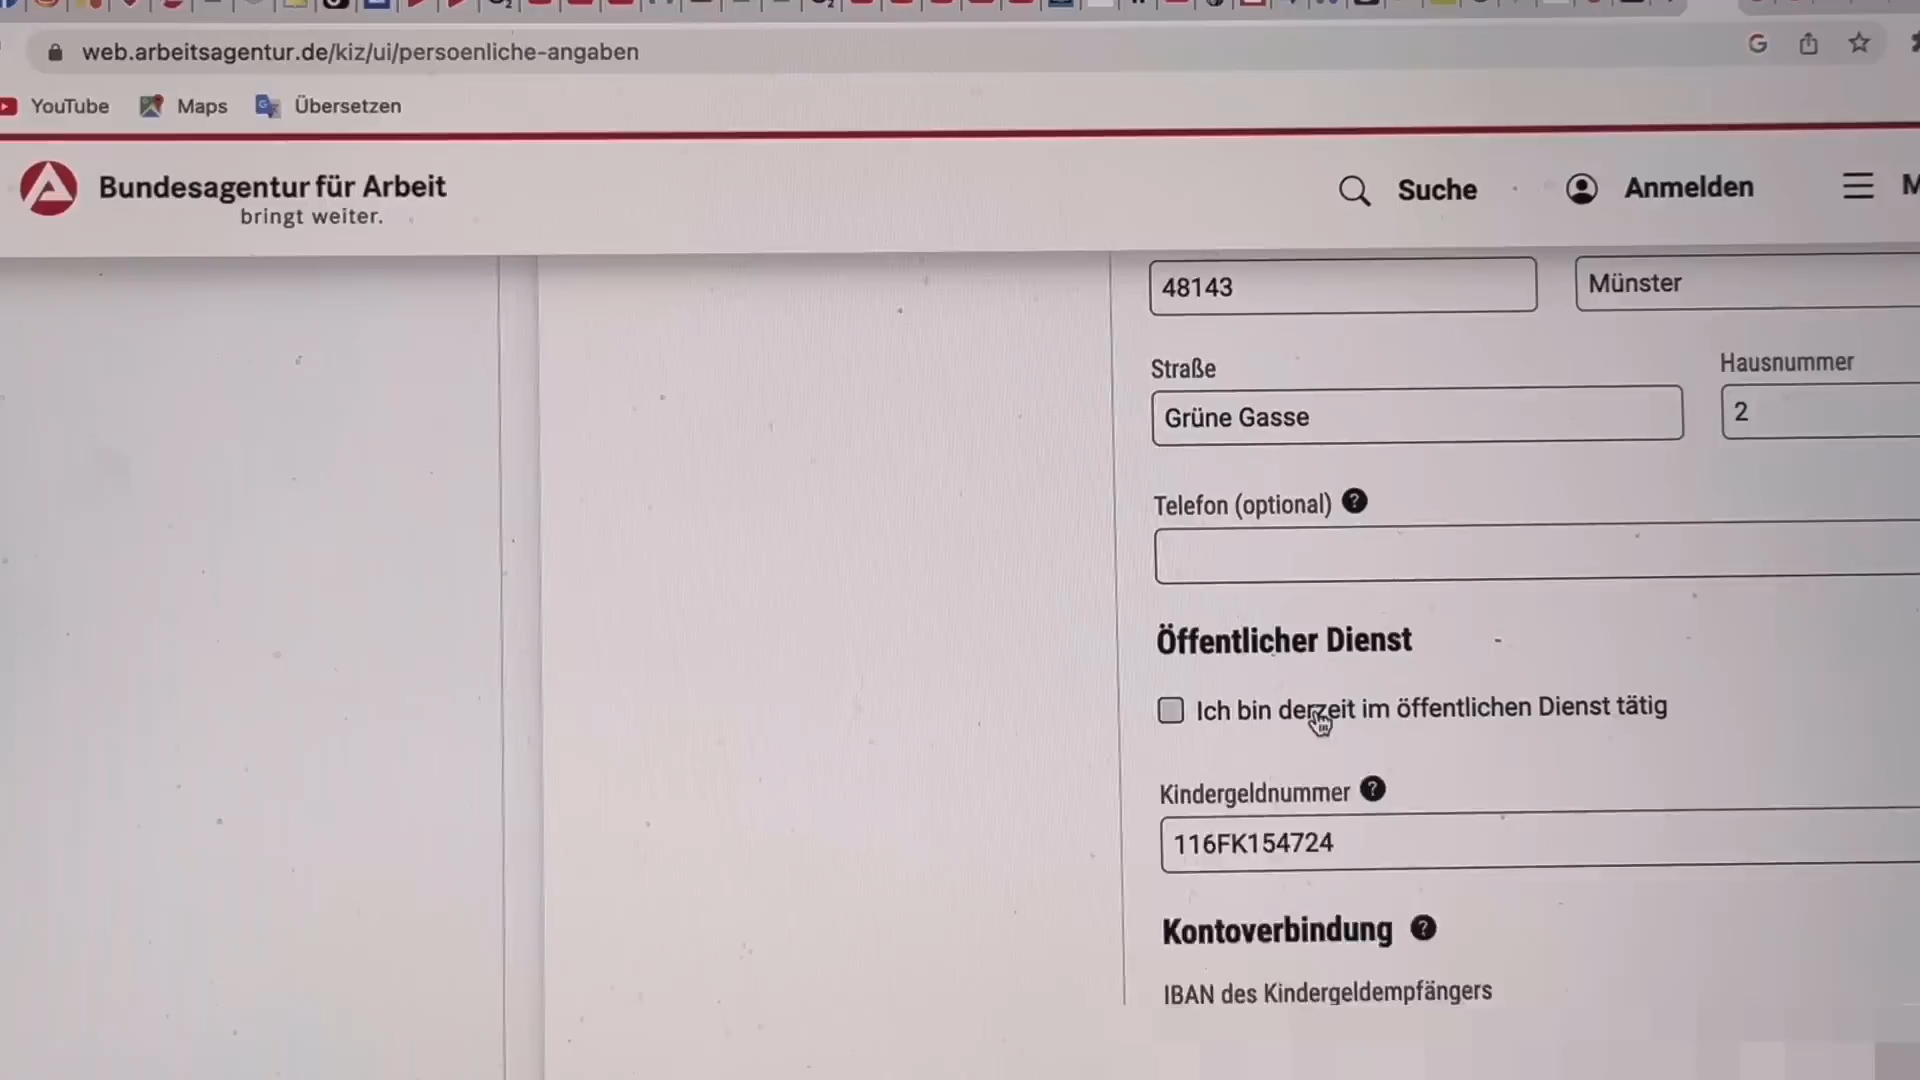 web.arbeitsagentur.de/kiz/ui/persoenliche-angaben
YouTube Maps Übersetzen
Bundesagentur für Arbeit
bringt weiter.
Suche
Anmelden
48143
Münster
Straße
Hausnummer
Grüne Gasse
2
Telefon (optional) ?
Öffentlicher Dienst
Ich bin derzeit im öffentlichen Dienst tätig
Kindergeldnummer ?
116FK154724
Kontoverbindung ?
IBAN des Kindergeldempfängers